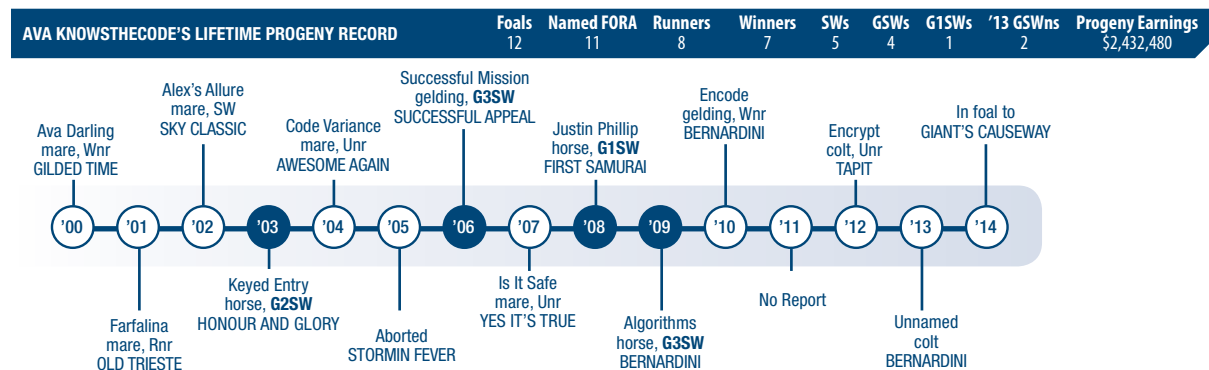 AVA KNOWSTHECODE'S LIFETIME PROGENY RECORD
Foals Named FORA Runners Winners SWs GSWs G1SWs '13 GSWns Progeny Earnings
12 11 8 7 5 4 1 2 $2,432,480
Ava Darling
mare, Wnr
GILDED TIME
Alex's Allure
mare, SW
SKY CLASSIC
Code Variance
mare, Unr
AWESOME AGAIN
Successful Mission
gelding, G3SW
SUCCESSFUL APPEAL
Justin Phillip
horse, G1SW
FIRST SAMURAI
Encode
gelding, Wnr
BERNARDINI
Encrypt
colt, Unr
TAPIT
In foal to
GIANT'S CAUSEWAY
'00 '01 '02 '03 '04 '05 '06 '07 '08 '09 '10 '11 '12 '13 '14
Farfalina
mare, Rnr
OLD TRIESTE
Keyed Entry
horse, G2SW
HONOUR AND GLORY
Aborted
STORMIN FEVER
Is It Safe
mare, Unr
YES IT'S TRUE
Algorithms
horse, G3SW
BERNARDINI
No Report
Unnamed
colt
BERNARDINI